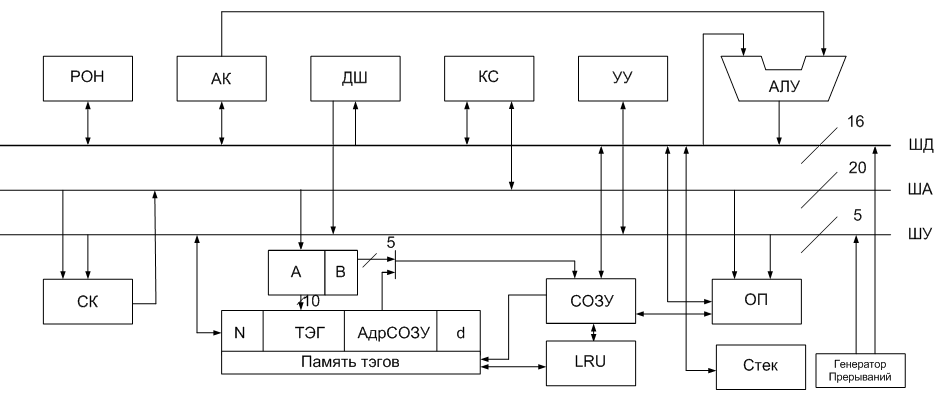 РОН
АК
ДШ
КС
УУ
АЛУ
16
ШД
20
ША
5
ШУ
5
A
B
СК
10
СОЗУ
ОП
N
ТЭГ
АдрСОЗУ
d
Память тэгов
LRU
Стек
Генератор
Прерываний